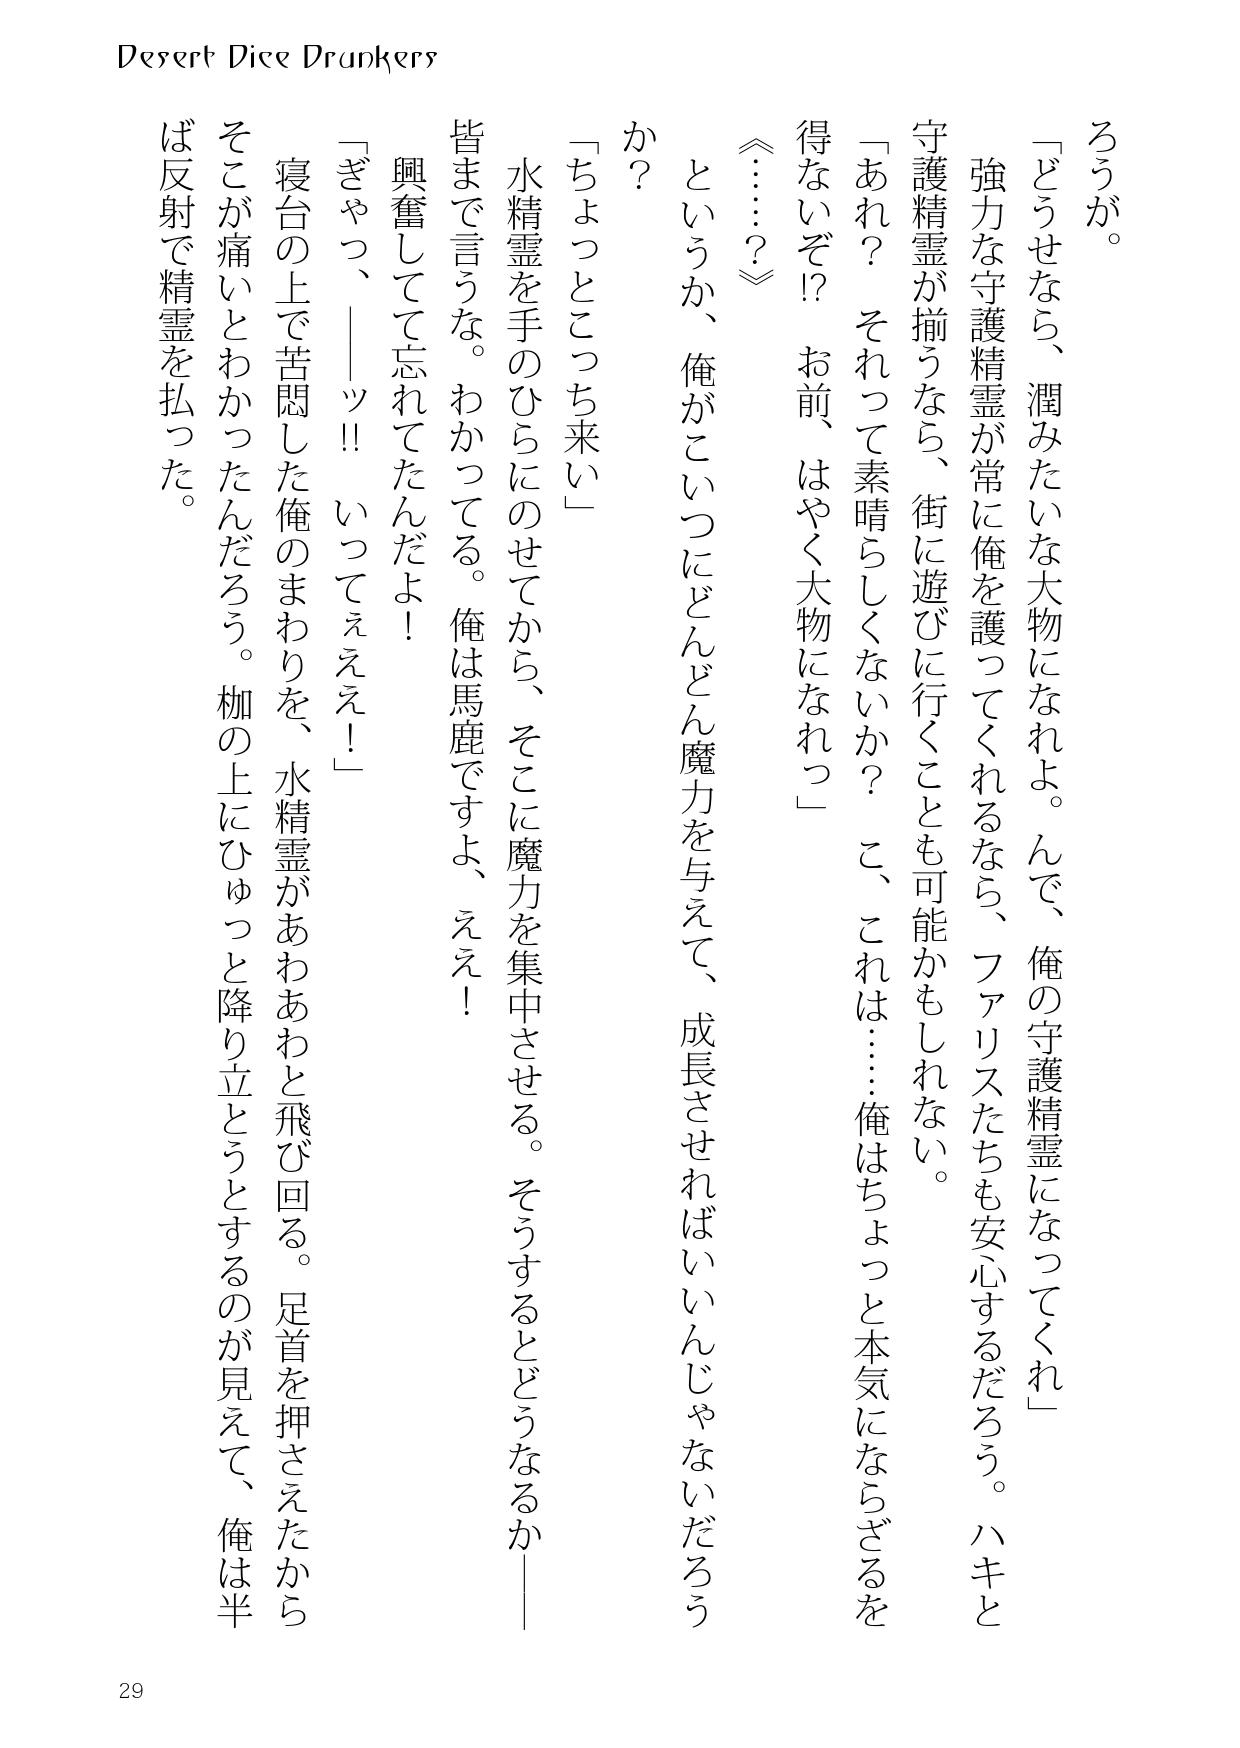 Desert Dice Drunkers
ろうが。
「どうせなら、潤みたいな大物になれよ。んで、俺の守護精霊になってくれ」
　強力な守護精霊が常に俺を護ってくれるなら、ファリスたちも安心するだろう。ハキと
守護精霊が揃うなら、街に遊びに行くことも可能かもしれない。
「あれ？　それって素晴らしくないか？　こ、これは……俺はちょっと本気にならざるを
得ないぞ!?　お前、はやく大物になれっ」
《……？》
　というか、俺がこいつにどんどん魔力を与えて、成長させればいいんじゃないだろう
か？
「ちょっとこっち来い」
　水精霊を手のひらにのせてから、そこに魔力を集中させる。そうするとどうなるか――
皆まで言うな。わかってる。俺は馬鹿ですよ、ええ！
　興奮してて忘れてたんだよ！
「ぎゃっ、――ッ!!　いってぇええ！」
　寝台の上で苦悶した俺のまわりを、水精霊があわあわと飛び回る。足首を押さえたから
そこが痛いとわかったんだろう。枷の上にひゅっと降り立とうとするのが見えて、俺は半
ば反射で精霊を払った。
29